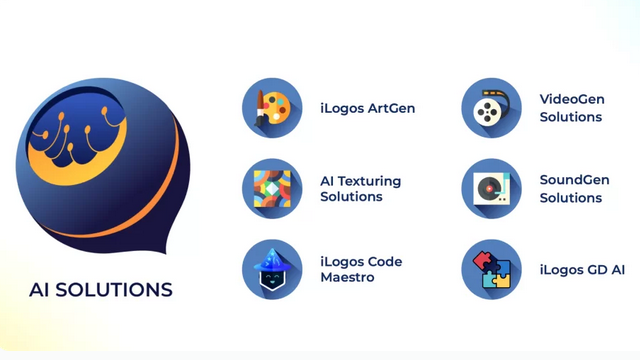 AI SOLUTIONS
iLogos ArtGen
AI Texturing
Solutions
iLogos Code
Maestro
VideoGen
Solutions
SoundGen
Solutions
iLogos GD AI